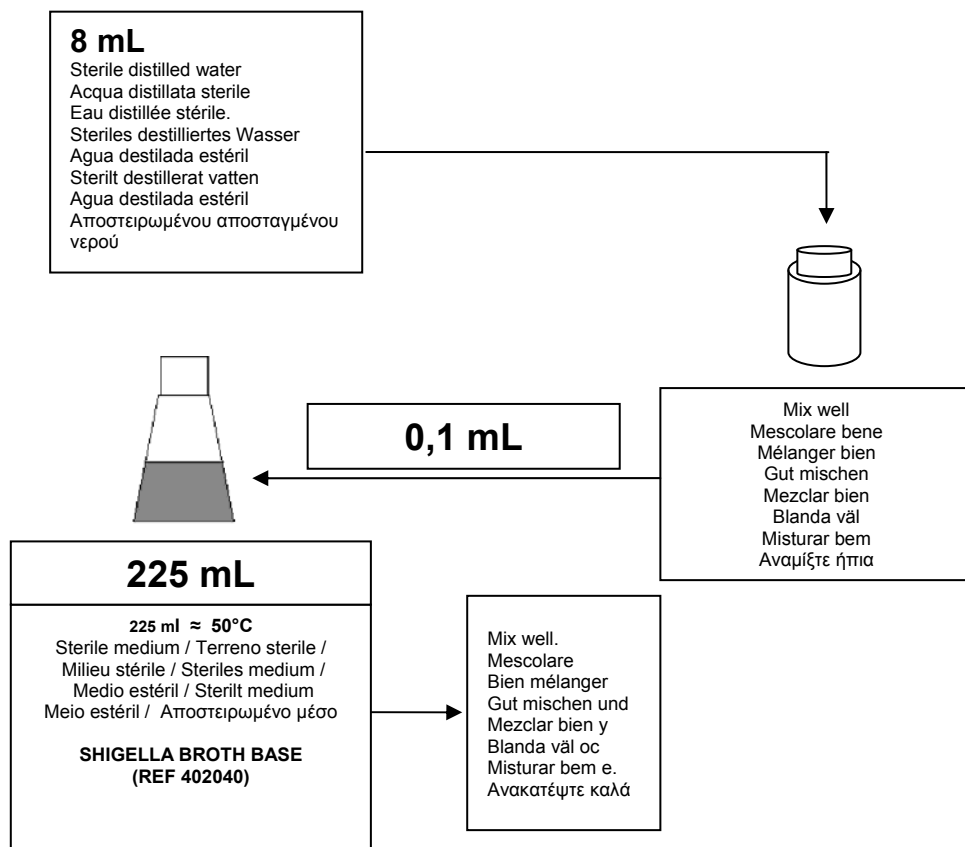 8 mL
Sterile distilled water
Acqua distillata sterile
Eau distillée stérile.
Steriles destilliertes Wasser
Agua destilada estéril
Sterilt destillerat vatten
Agua destilada estéril
Αποστειρωμένου αποσταγμένου
νερού
Mix well
Mescolare bene
Mélanger bien
Gut mischen
Mezclar bien
Blanda väl
Misturar bem
Αναμίξτε ήπια
0,1 mL
225 mL
225 ml ≈ 50°C
Sterile medium / Terreno sterile /
Milieu stérile / Steriles medium /
Medio estéril / Sterilt medium
Meio estéril / Αποστειρωμένο μέσο
SHIGELLA BROTH BASE
(REF 402040)
Mix well.
Mescolare
Bien mélanger
Gut mischen und
Mezclar bien y
Blanda väl oc
Misturar bem e.
Ανακατέψτε καλά